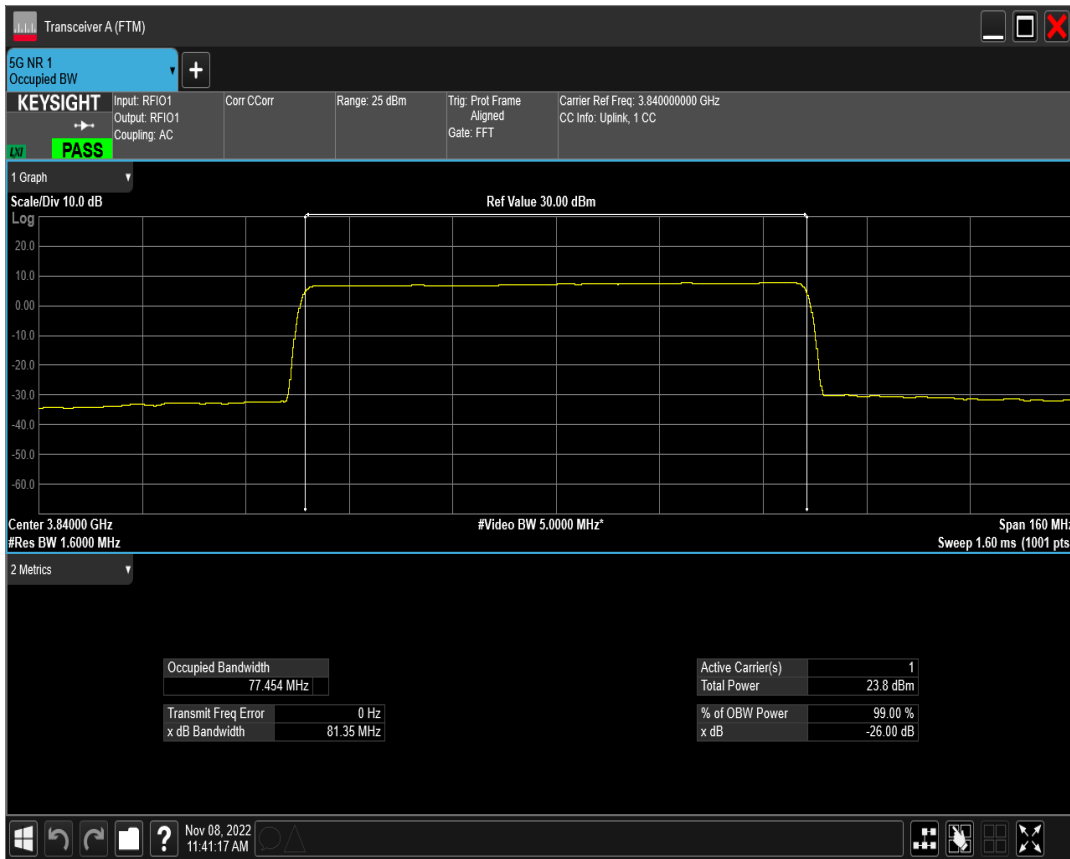 Transceiver A (FTM)
5G NR 1
Occupied BW
+
KEYSIGHT
LXI
PASS
Input: RFIO1
Output: RFIO1
Coupling: AC
Corr CCorr
Range: 25 dBm
Trig: Prot Frame
Aligned
Gate: FFT
Carrier Ref Freq: 3.840000000 GHz
CC Info: Uplink, 1 CC
1 Graph
Scale/Div 10.0 dB
Ref Value 30.00 dBm
Log
20.0
10.0
0.00
-10.0
-20.0
-30.0
-40.0
-50.0
-60.0
Center 3.84000 GHz
#Video BW 5.0000 MHz*
Span 160 MHz
#Res BW 1.6000 MHz
Sweep 1.60 ms (1001 pts
2 Metrics
Occupied Bandwidth
77.454 MHz
Transmit Freq Error 0 Hz
x dB Bandwidth 81.35 MHz
Active Carrier(s) 1
Total Power 23.8 dBm
% of OBW Power 99.00 %
x dB -26.00 dB
?
Nov 08, 2022
11:41:17 AM